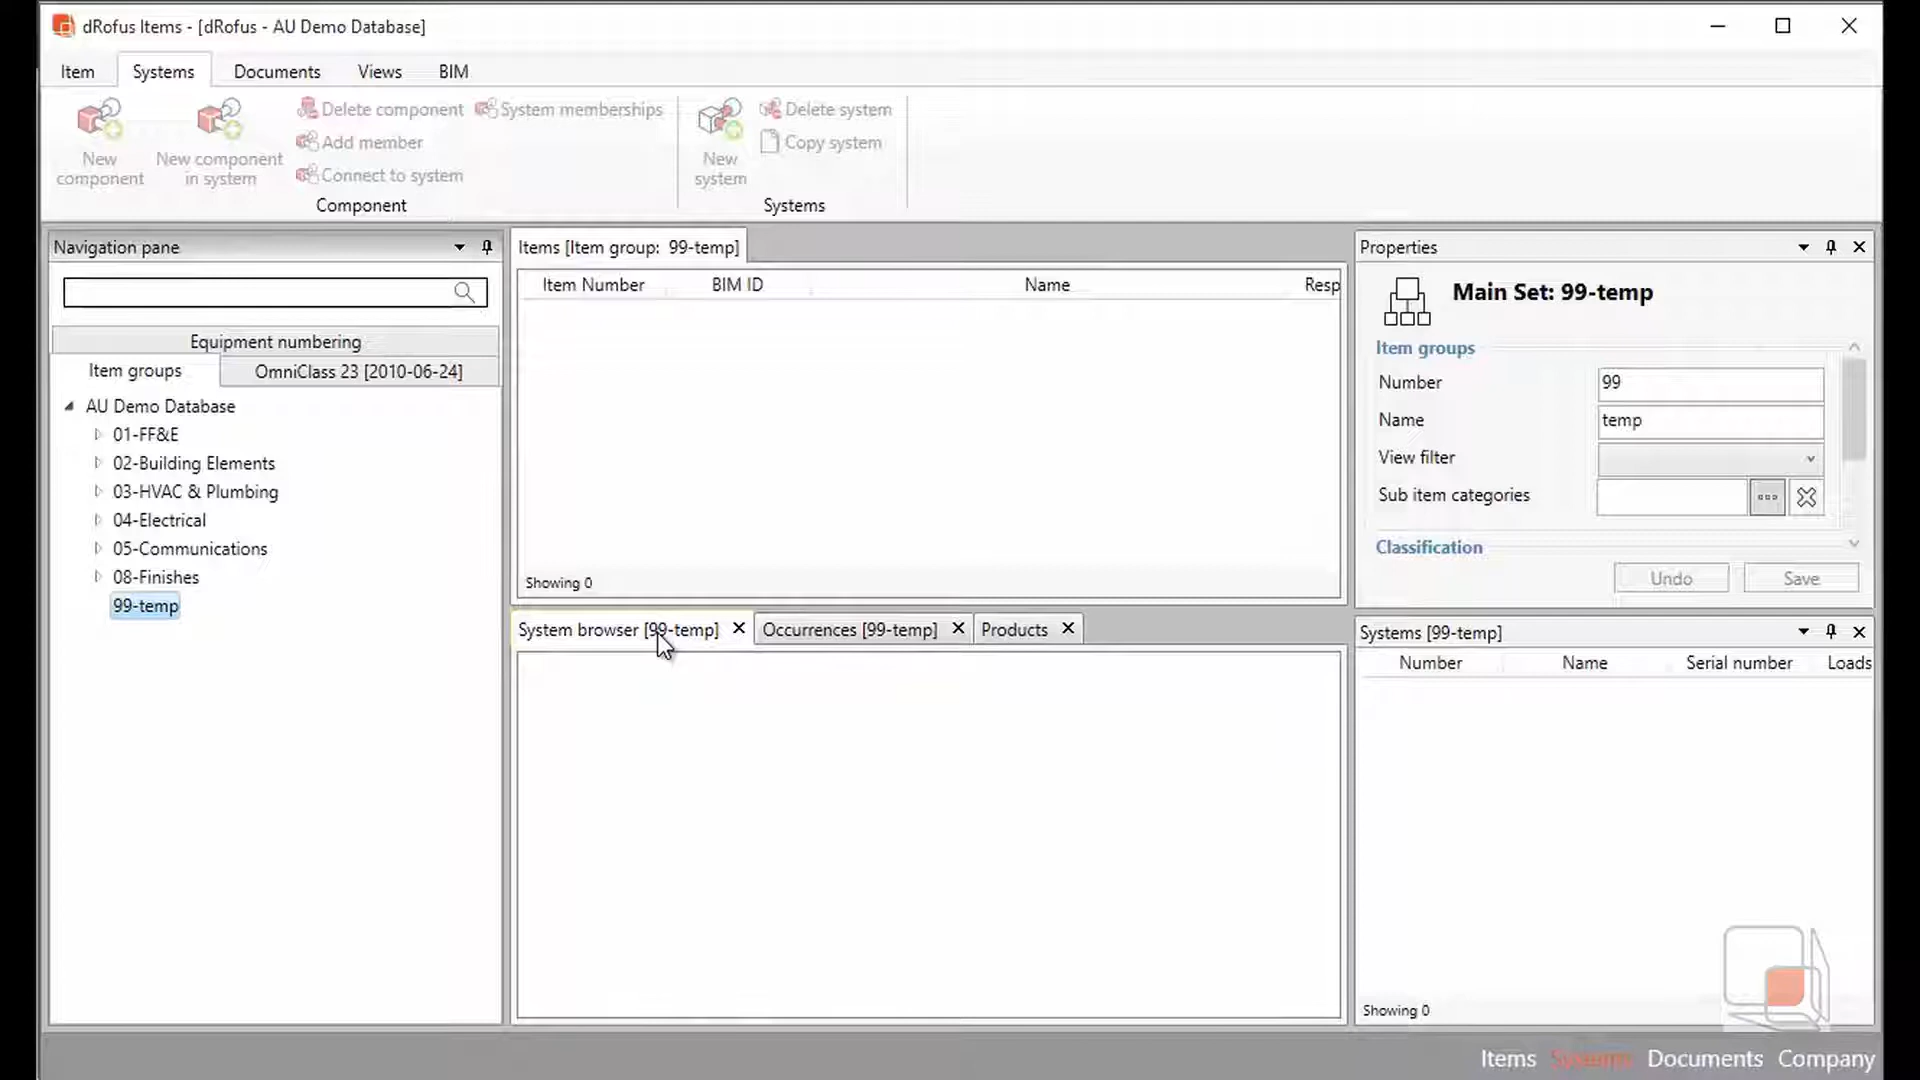 dRofus Items - [dRofus - AU Demo Database]
Item Systems Documents Views BIM
New component
New component in system
Delete component
Add member
Connect to system
System memberships
Component
New system
Delete system
Copy system
Systems
Navigation pane
Equipment numbering
Item groups
OmniClass 23 [2010-06-24]
AU Demo Database
01-FF&E
02-Building Elements
03-HVAC & Plumbing
04-Electrical
05-Communications
08-Finishes
99-temp
Items [Item group: 99-temp]
Item Number BIM ID Name Resp
Showing 0
System browser [99-temp]
Occurrences [99-temp]
Products
Properties
Main Set: 99-temp
Item groups
Number 99
Name temp
View filter
Sub item categories
Classification
Undo Save
Systems [99-temp]
Number Name Serial number Loads
Showing 0
Items Systems Documents Company